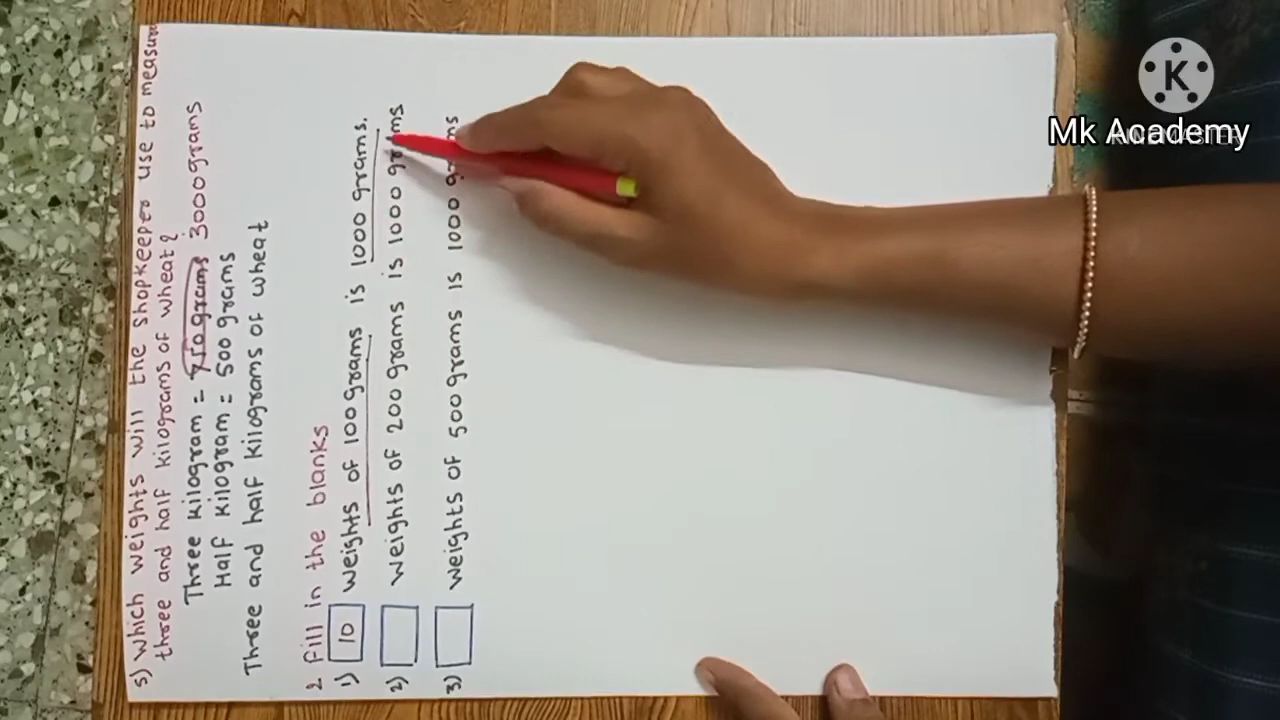 5) Which weights will the shopkeeper use to measure
three and half kilograms of wheat?
Three kilogram = 3000 grams
Half kilogram = 500 grams
Three and half kilograms of wheat
2 Fill in the blanks
1) 10 weights of 100 grams is 1000 grams.
2) weights of 200 grams is 1000 grams
3) weights of 500 grams is 1000 grams
K
Mk Academy